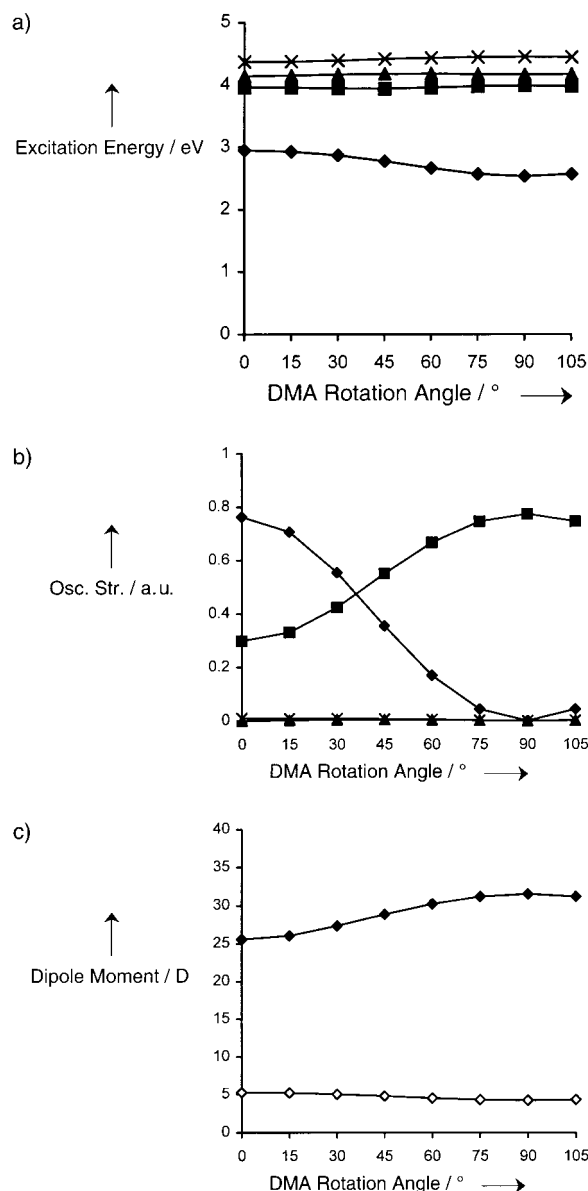 a)
5
4
Excitation Energy / eV
3
2
1
0
0 15 30 45 60 75 90 105
DMA Rotation Angle / °
b)
1
0.8
0.6
Osc. Str. / a.u.
0.4
0.2
0
0 15 30 45 60 75 90 105
DMA Rotation Angle / °
c)
40
35
30
25
Dipole Moment / D
20
15
10
5
0
0 15 30 45 60 75 90 105
DMA Rotation Angle / °